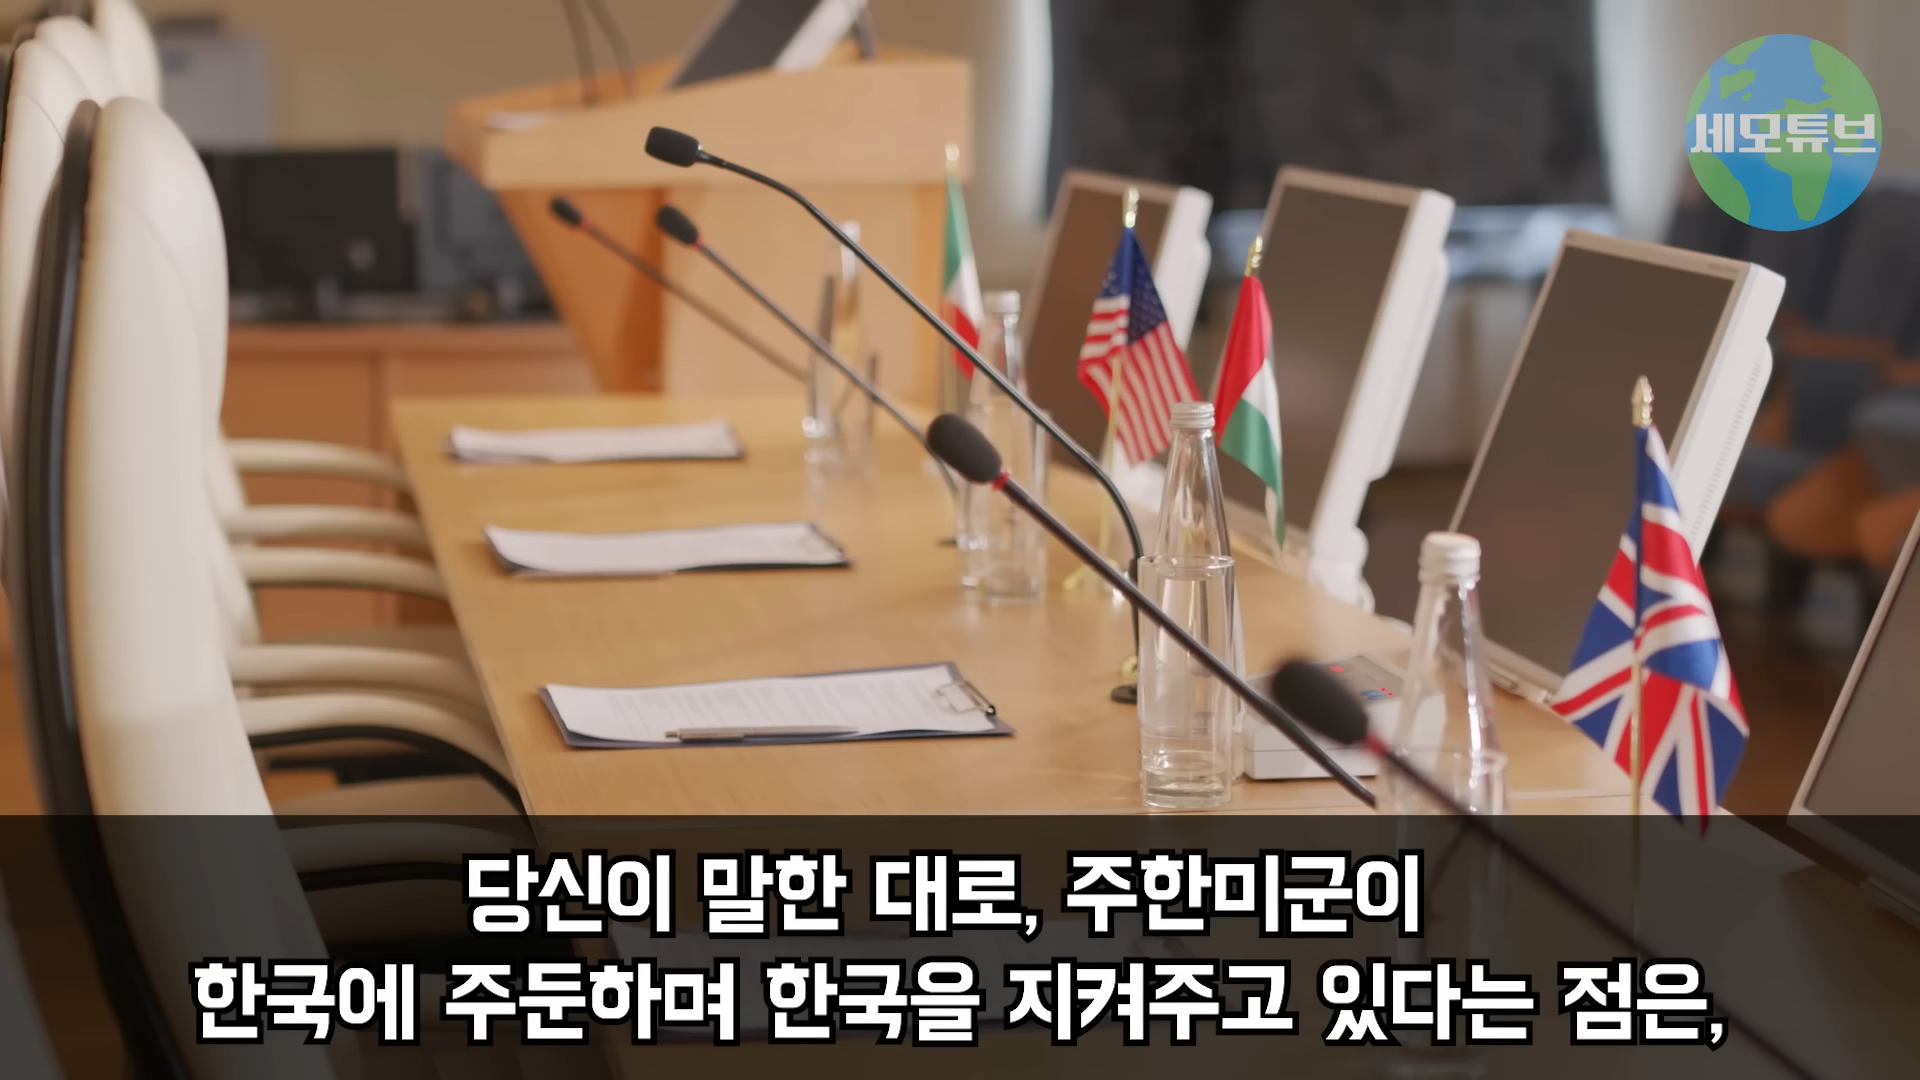 세모튜브
당신이 말한 대로, 주한미군이
한국에 주둔하며 한국을 지켜주고 있다는 점은,